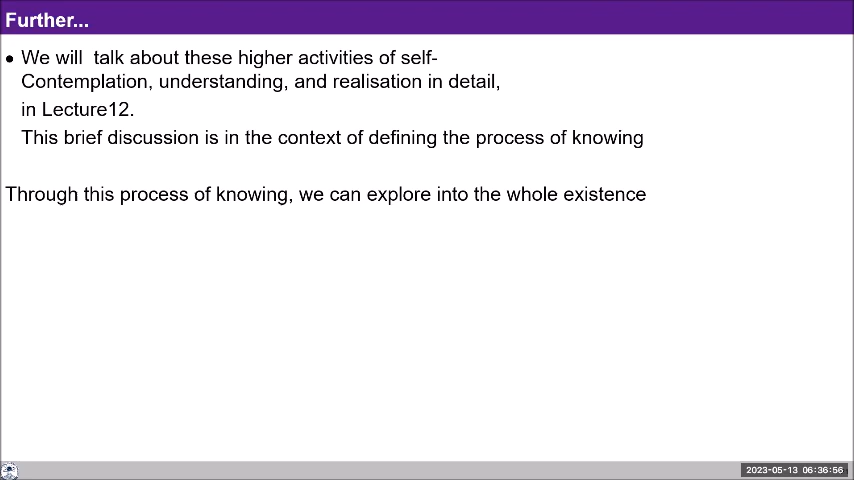 Further...
• We will  talk about these higher activities of self-
Contemplation, understanding, and realisation in detail,
in Lecture12.
This brief discussion is in the context of defining the process of knowing
Through this process of knowing, we can explore into the whole existence
2023-05-13 06:36:56